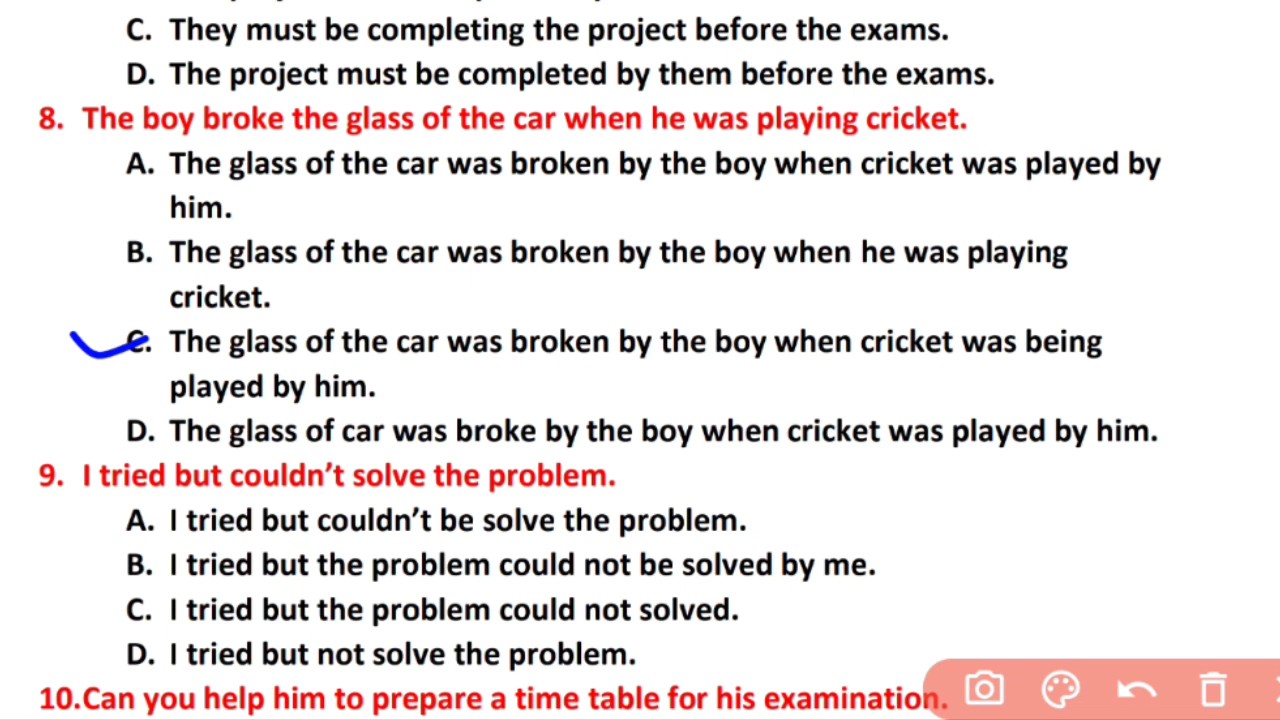 C. They must be completing the project before the exams.
D. The project must be completed by them before the exams.
8. The boy broke the glass of the car when he was playing cricket.
A. The glass of the car was broken by the boy when cricket was played by
him.
B. The glass of the car was broken by the boy when he was playing
cricket.
C. The glass of the car was broken by the boy when cricket was being
played by him.
D. The glass of car was broke by the boy when cricket was played by him.
9. I tried but couldn’t solve the problem.
A. I tried but couldn’t be solve the problem.
B. I tried but the problem could not be solved by me.
C. I tried but the problem could not solved.
D. I tried but not solve the problem.
10.Can you help him to prepare a time table for his examination.